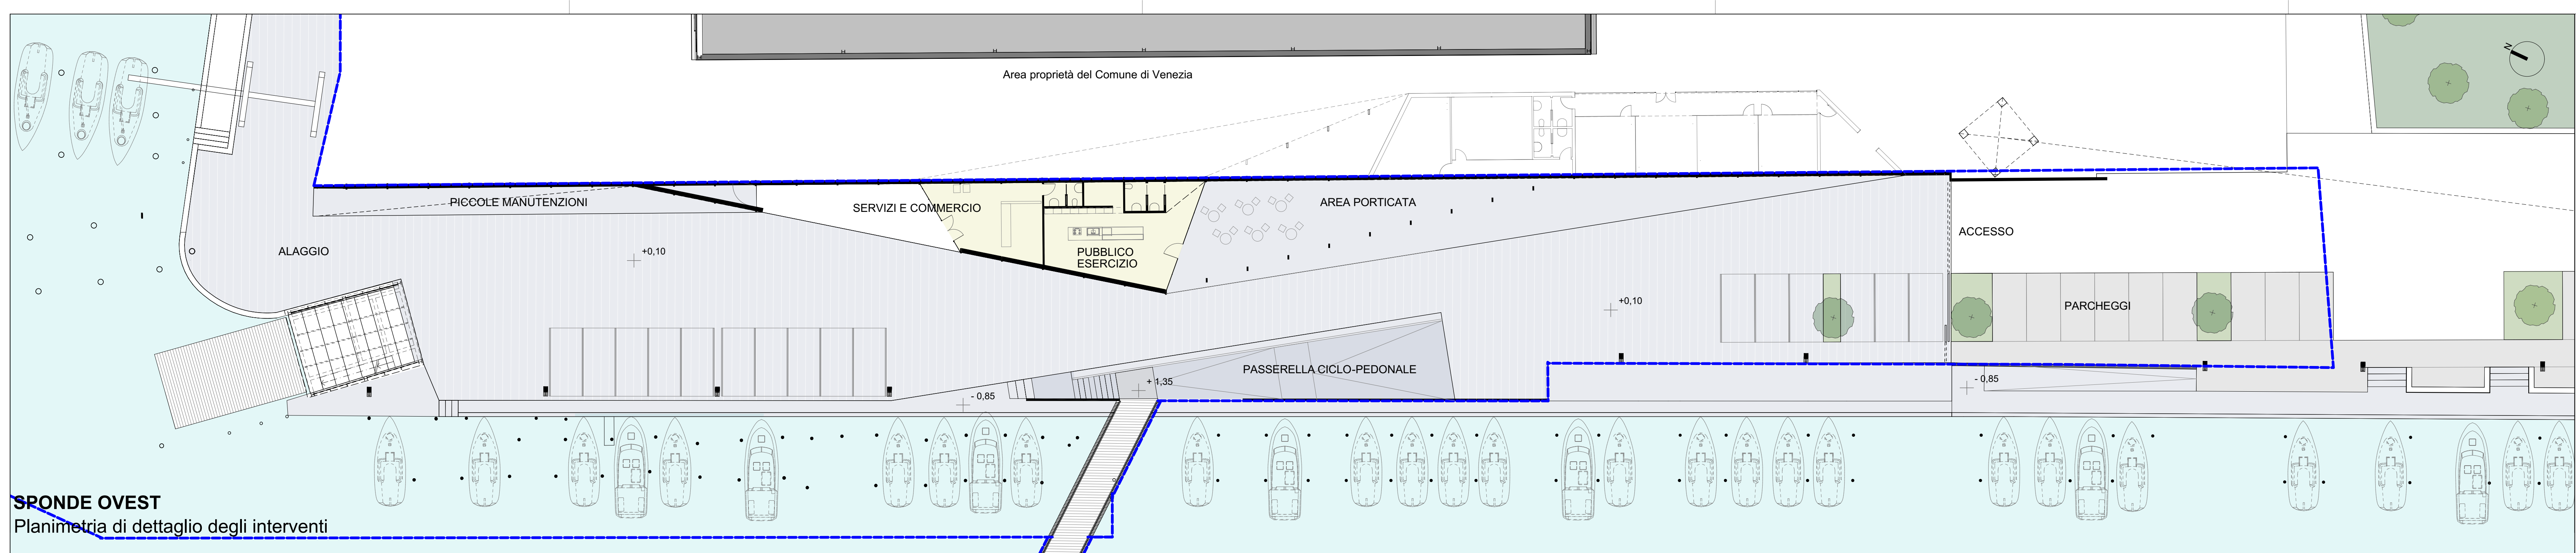 Area proprietà del Comune di Venezia
N
PICCOLE MANUTENZIONI
SERVIZI E COMMERCIO
AREA PORTICATA
ACCESSO
ALAGGIO
+0,10
PUBBLICO
ESERCIZIO
+0,10
PARCHEGGI
PASSERELLA CICLO-PEDONALE
+ 1,35
- 0,85
- 0,85
SPONDE OVEST
Planimetria di dettaglio degli interventi